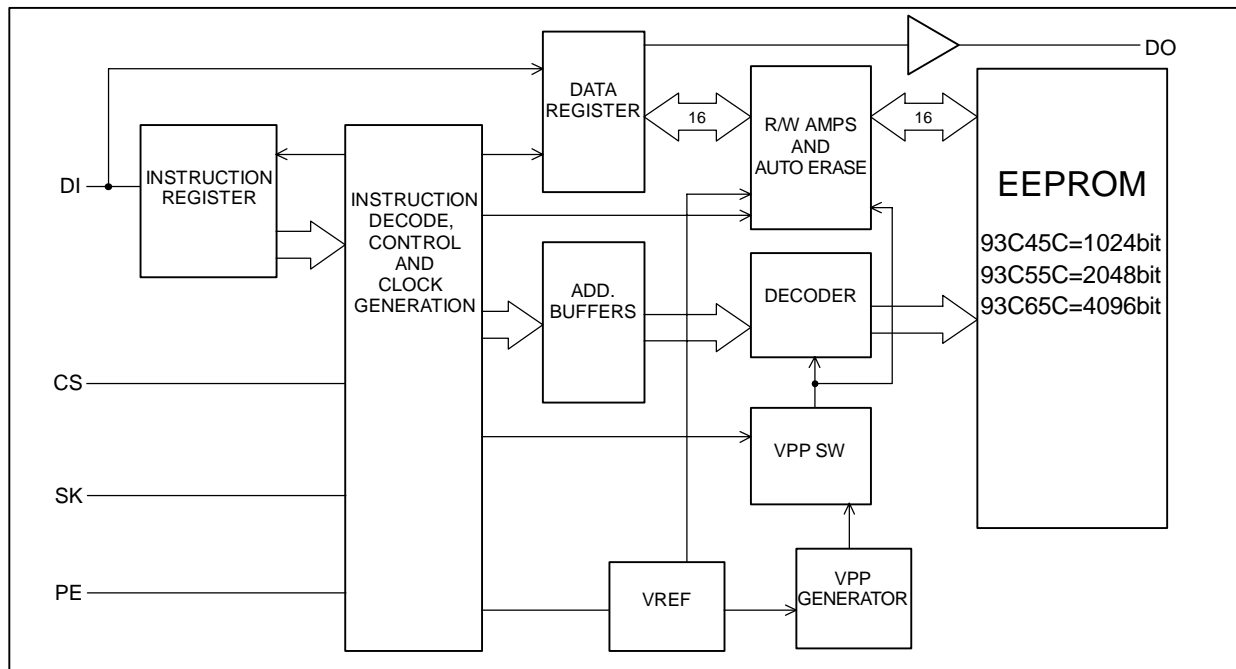 DO
DATA
REGISTER
16
R/W AMPS
AND
AUTO ERASE
16
EEPROM
93C45C=1024bit
93C55C=2048bit
93C65C=4096bit
DI
INSTRUCTION
REGISTER
INSTRUCTION
DECODE,
CONTROL
AND
CLOCK
GENERATION
ADD.
BUFFERS
DECODER
CS
VPP SW
SK
PE
VREF
VPP
GENERATOR